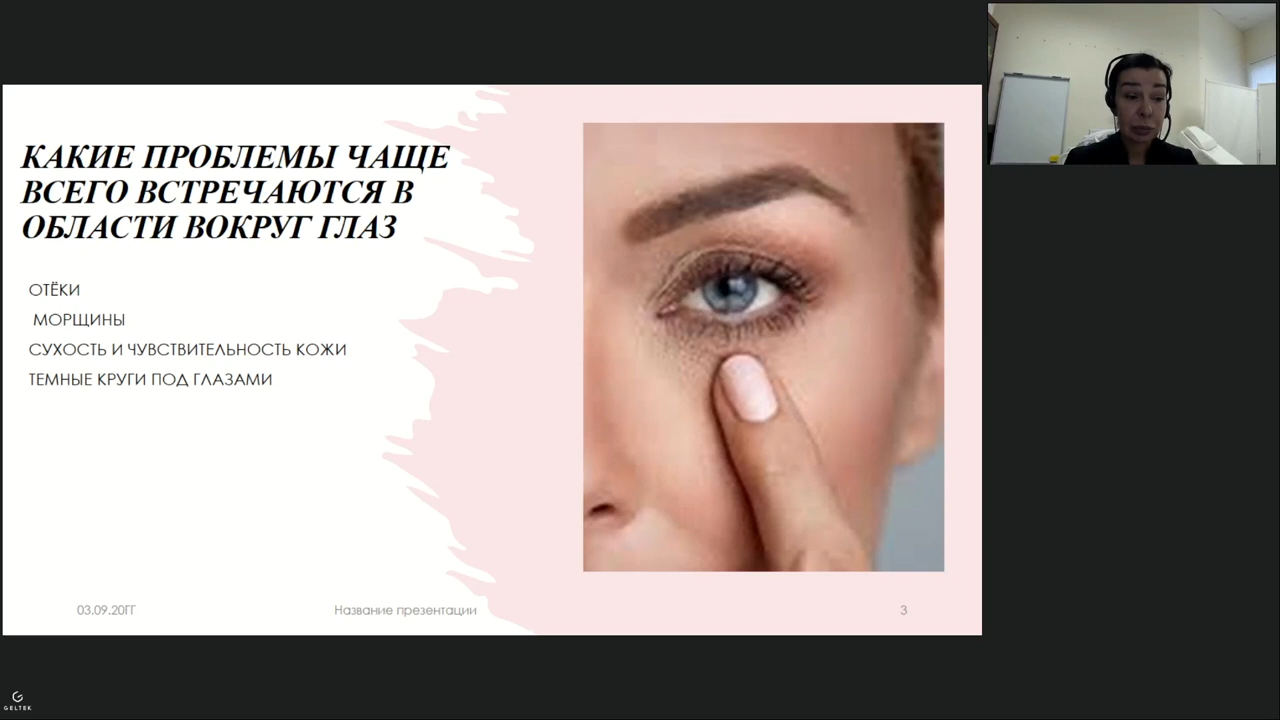 КАКИЕ ПРОБЛЕМЫ ЧАЩЕ
ВСЕГО ВСТРЕЧАЮТСЯ В
ОБЛАСТИ ВОКРУГ ГЛАЗ
ОТЁКИ
МОРЩИНЫ
СУХОСТЬ И ЧУВСТВИТЕЛЬНОСТЬ КОЖИ
ТЕМНЫЕ КРУГИ ПОД ГЛАЗАМИ
03.09.20ГГ
Название презентации
3
GELTEK